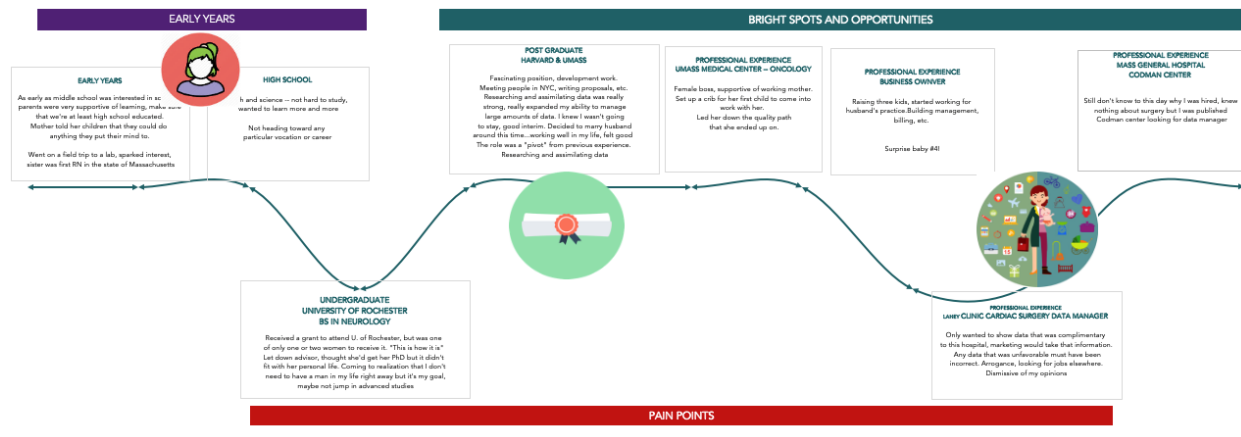 EARLY YEARS
BRIGHT SPOTS AND OPPORTUNITIES
EARLY YEARS
As early as middle school was interested in sc
parents were very supportive of learning, make sure
that we're at least high school educated.
Mother told her children that they could do
anything they put their mind to.
Went on a field trip to a lab, sparked interest,
sister was first RN in the state of Massachusetts
HIGH SCHOOL
h and science – not hard to study,
wanted to learn more and more
Not heading toward any
particular vocation or career
POST GRADUATE
HARVARD & UMASS
Fascinating position, development work.
Meeting people in NYC, writing proposals, etc.
Researching and assimilating data was really
strong, really expanded my ability to manage
large amounts of data. I knew I wasn't going
to stay, good interim. Decided to marry husband
around this time...working well in my life, felt good
The role was a "pivot" from previous experience.
Researching and assimilating data
PROFESSIONAL EXPERIENCE
UMASS MEDICAL CENTER – ONCOLOGY
Female boss, supportive of working mother.
Set up a crib for her first child to come into
work with her.
Led her down the quality path
that she ended up on.
PROFESSIONAL EXPERIENCE
BUSINESS OWNVER
Raising three kids, started working for
husband's practice.Building management,
billing, etc.
Surprise baby #4!
PROFESSIONAL EXPERIENCE
MASS GENERAL HOSPITAL
CODMAN CENTER
Still don't know to this day why I was hired, knew
nothing about surgery but I was published
Codman center looking for data manager
UNDERGRADUATE
UNIVERSITY OF ROCHESTER
BS IN NEUROLOGY
Received a grant to attend U. of Rochester, but was one
of only one or two women to receive it. "This is how it is"
Let down advisor, thought she'd get her PhD but it didn't
fit with her personal life. Coming to realization that I don't
need to have a man in my life right away but it's my goal,
maybe not jump in advanced studies
PROFESSIONAL EXPERIENCE
LAHEY CLINIC CARDIAC SURGERY DATA MANAGER
Only wanted to show data that was complimentary
to this hospital, marketing would take that information.
Any data that was unfavorable must have been
incorrect. Arrogance, looking for jobs elsewhere.
Dismissive of my opinions
PAIN POINTS